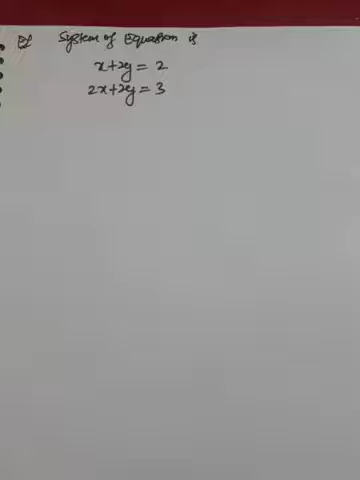 System of Equation is
x+2y = 2
2x+2y = 3